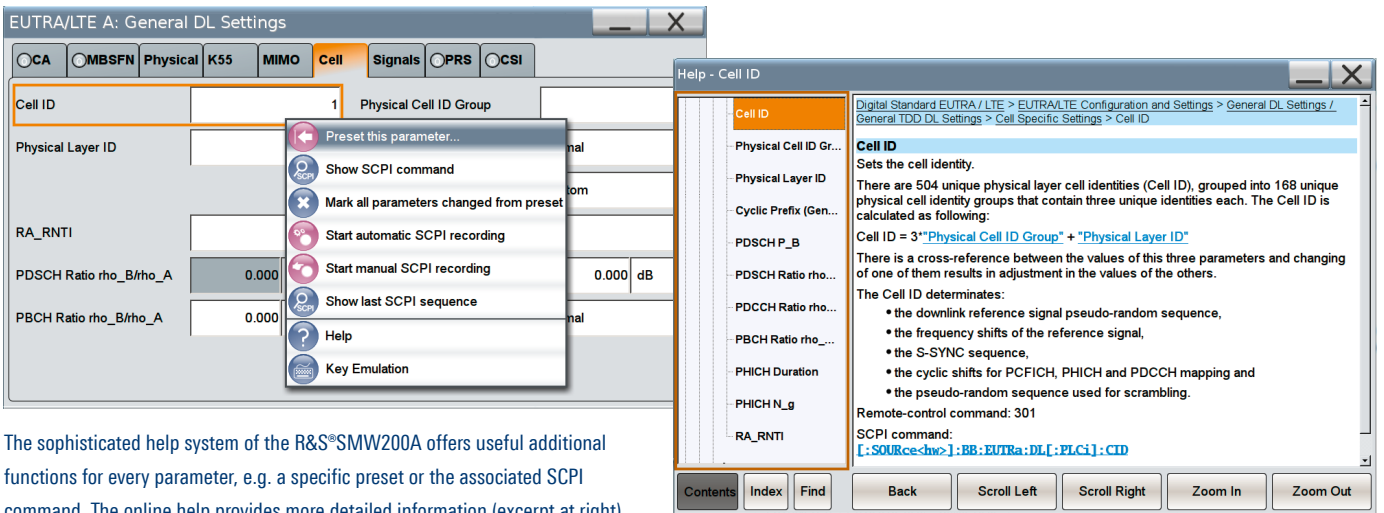 EUTRA/LTE A: General DL Settings
CA MBSFN Physical K55 MIMO Cell Signals PRS CSI
Cell ID 1 Physical Cell ID Group
Physical Layer ID
RA_RNTI
PDSCH Ratio rho_B/rho_A 0.000 0.000 dB
PBCH Ratio rho_B/rho_A 0.000
Preset this parameter...
Show SCPI command
Mark all parameters changed from preset
Start automatic SCPI recording
Start manual SCPI recording
Show last SCPI sequence
Help
Key Emulation
The sophisticated help system of the R&S®SMW200A offers useful additional
functions for every parameter, e.g. a specific preset or the associated SCPI
command. The online help provides more detailed information (excerpt at right)
Help - Cell ID
Cell ID
Physical Cell ID Gr...
Physical Layer ID
Cyclic Prefix (Gen...
PDSCH P_B
PDSCH Ratio rho...
PDCCH Ratio rho...
PBCH Ratio rho_...
PHICH Duration
PHICH N_g
RA_RNTI
Digital Standard EUTRA / LTE > EUTRA/LTE Configuration and Settings > General DL Settings /
General TDD DL Settings > Cell Specific Settings > Cell ID
Cell ID
Sets the cell identity.
There are 504 unique physical layer cell identities (Cell ID), grouped into 168 unique
physical cell identity groups that contain three unique identities each. The Cell ID is
calculated as following:
Cell ID = 3*"Physical Cell ID Group" + "Physical Layer ID"
There is a cross-reference between the values of this three parameters and changing
of one of them results in adjustment in the values of the others.
The Cell ID determinates:
• the downlink reference signal pseudo-random sequence,
• the frequency shifts of the reference signal,
• the S-SYNC sequence,
• the cyclic shifts for PCFICH, PHICH and PDCCH mapping and
• the pseudo-random sequence used for scrambling.
Remote-control command: 301
SCPI command:
[:SOURce<hw>]:BB:EUTRa:DL[:PLCi]:CID
Contents Index Find Back Scroll Left Scroll Right Zoom In Zoom Out